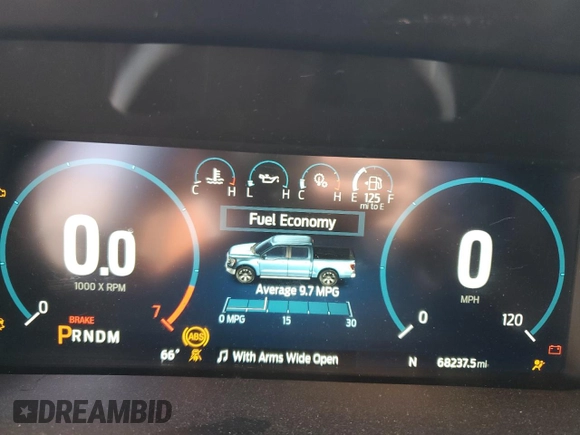 C H L H C H E 125 F
mi to E
Fuel Economy
0.0
1000 X RPM
0
MPH
Average 9.7 MPG
0 MPG 15 30
0 7
0 120
BRAKE
PRNDM
ABS
66°
With Arms Wide Open
N 68237.5 mi
DREAMBID